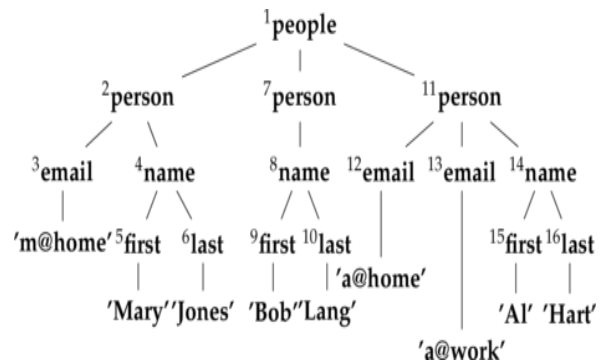 1people
2person 7person 11person
3email 4name 8name 12email 13email 14name
'm@home' 5first 6last 9first 10last 15first 16last
'a@home'
'Mary' 'Jones' 'Bob' 'Lang' 'Al' 'Hart'
'a@work'